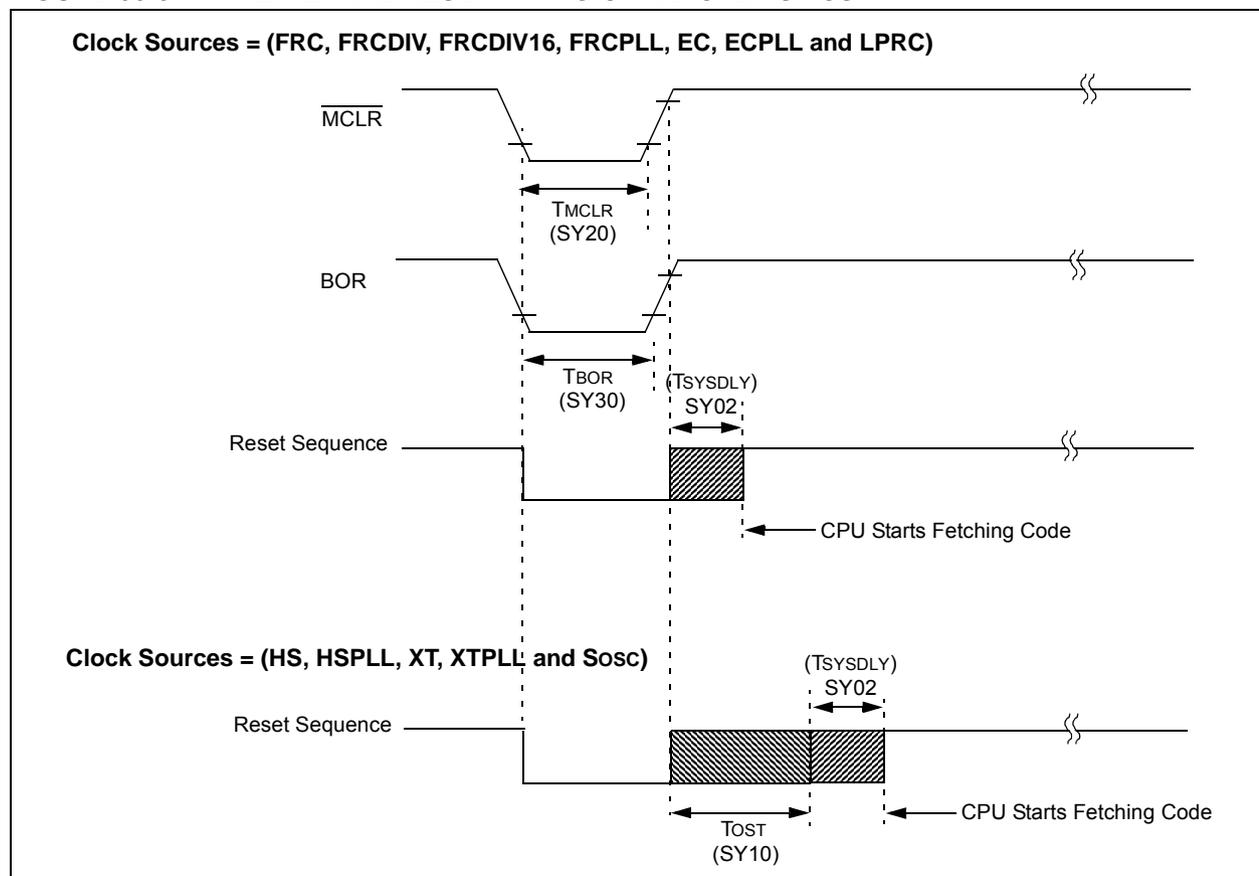 Clock Sources = (FRC, FRCDIV, FRCDIV16, FRCPLL, EC, ECPLL and LPRC)
MCLR
TMCLR
(SY20)
BOR
TBOR
(SY30)
(TSYSDLY)
SY02
Reset Sequence
CPU Starts Fetching Code
Clock Sources = (HS, HSPLL, XT, XTPLL and SOSC)
(TSYSDLY)
SY02
Reset Sequence
CPU Starts Fetching Code
TOST
(SY10)